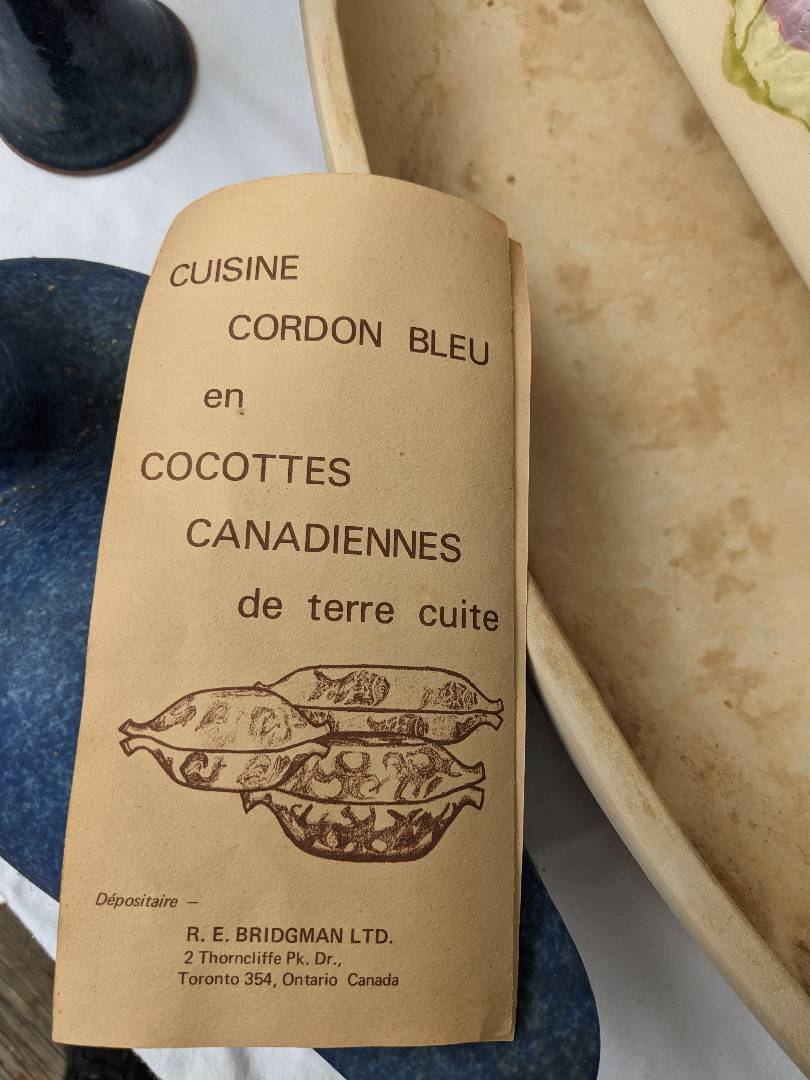 CUISINE
CORDON BLEU
en
COCOTTES
CANADIENNES
de terre cuite
Dépositaire —
R. E. BRIDGMAN LTD.
2 Thorncliffe Pk. Dr.,
Toronto 354, Ontario Canada